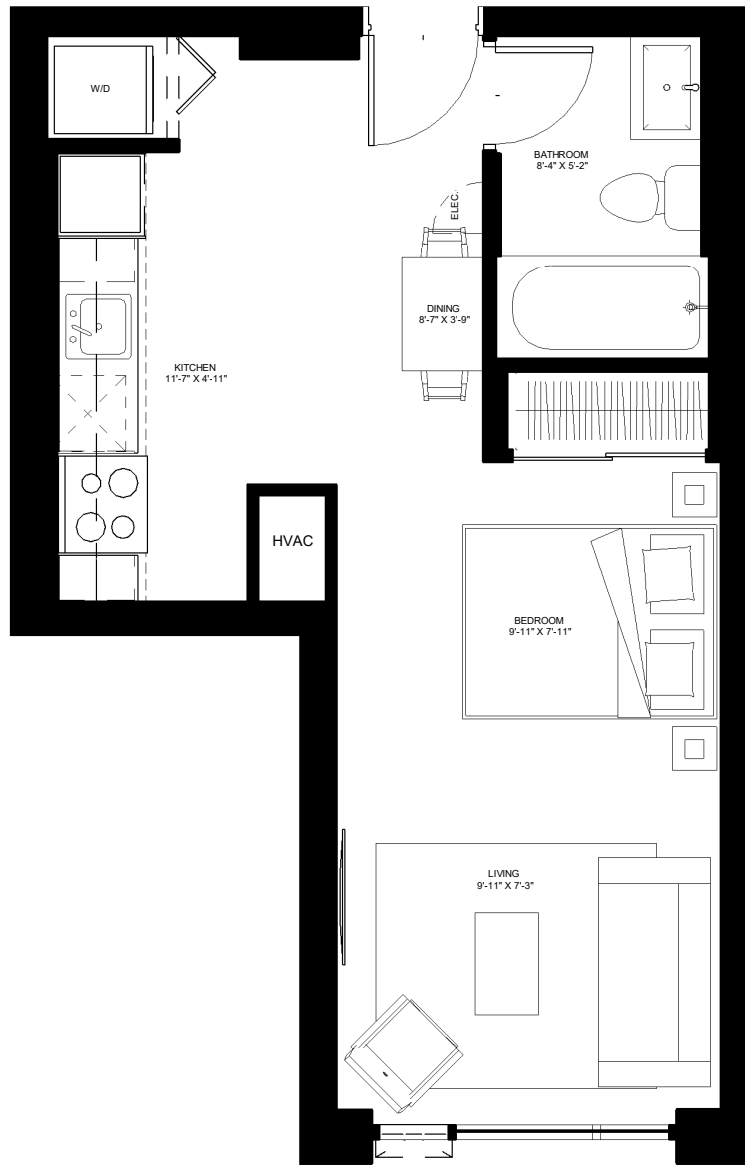 W/D
BATHROOM
8'-4" X 5'-2"
ELEC.
DINING
8'-7" X 3'-9"
KITCHEN
11'-7" X 4'-11"
HVAC
BEDROOM
9'-11" X 7'-11"
LIVING
9'-11" X 7'-3"